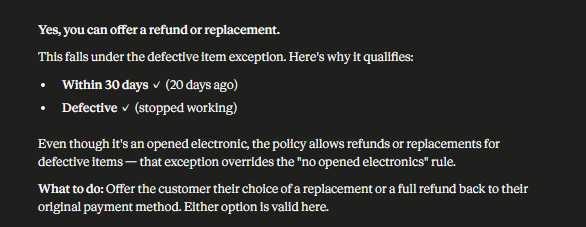 Yes, you can offer a refund or replacement.
This falls under the defective item exception. Here's why it qualifies:
• Within 30 days ✓ (20 days ago)
• Defective ✓ (stopped working)
Even though it's an opened electronic, the policy allows refunds or replacements for
defective items — that exception overrides the "no opened electronics" rule.
What to do: Offer the customer their choice of a replacement or a full refund back to their
original payment method. Either option is valid here.